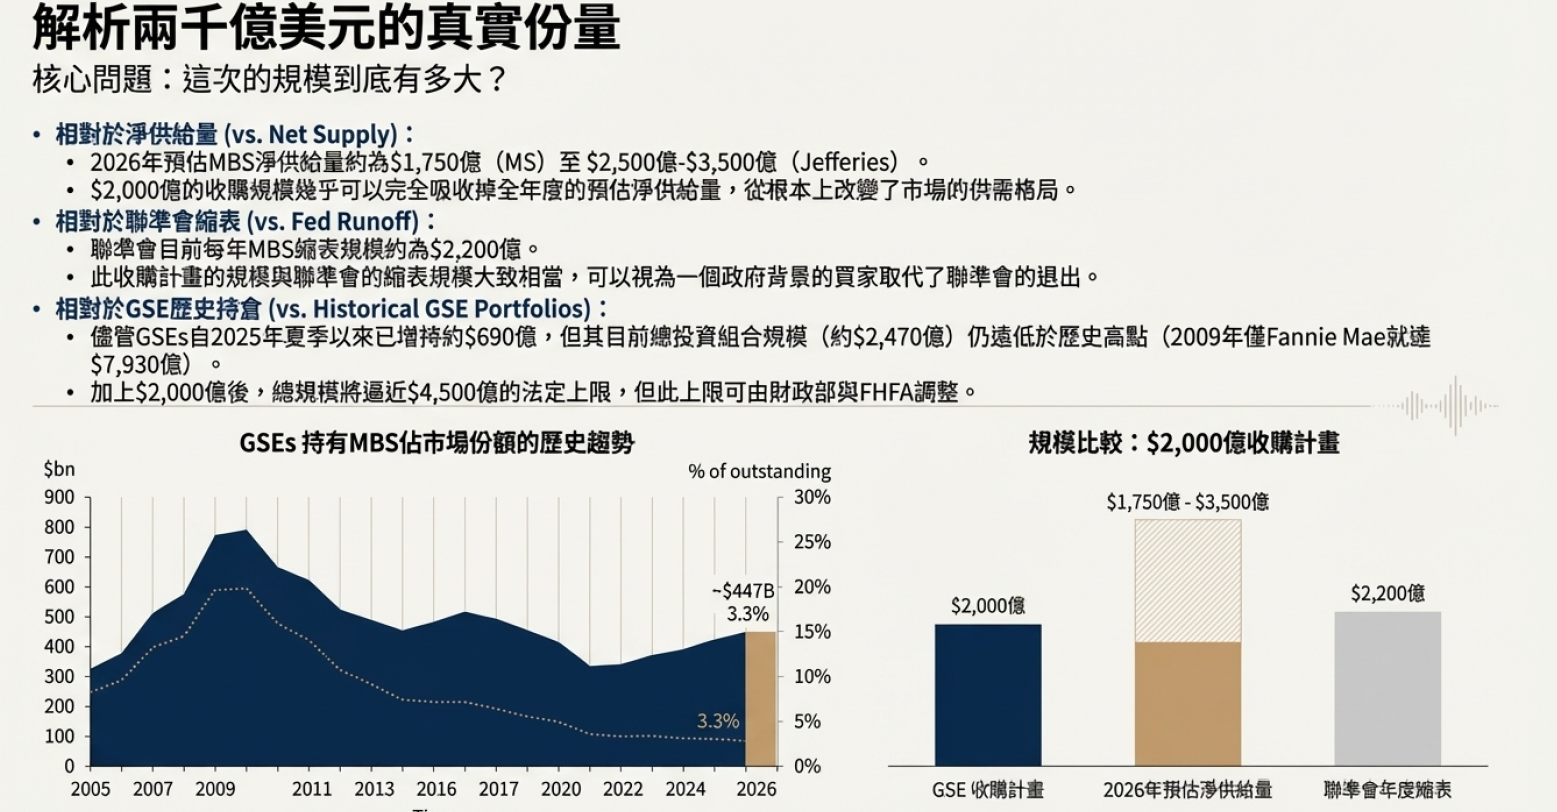 解析兩千億美元的真實份量
核心問題：這次的規模到底有多大？
• 相對於淨供給量 (vs. Net Supply)：
• 2026年預估MBS淨供給量約為$1,750億（MS）至 $2,500億-$3,500億（Jefferies）。
• $2,000億的收購規模幾乎可以完全吸收掉全年度的預估淨供給量，從根本上改變了市場的供需格局。
• 相對於聯準會縮表 (vs. Fed Runoff)：
• 聯準會目前每年MBS縮表規模約為$2,200億。
• 此收購計畫的規模與聯準會的縮表規模大致相當，可以視為一個政府背景的買家取代了聯準會的退出。
• 相對於GSE歷史持倉 (vs. Historical GSE Portfolios)：
• 儘管GSEs自2025年夏季以來已增持約$690億，但其目前總投資組合規模（約$2,470億）仍遠低於歷史高點（2009年僅Fannie Mae就達
$7,930億）。
• 加上$2,000億後，總規模將逼近$4,500億的法定上限，但此上限可由財政部與FHFA調整。
GSEs 持有MBS佔市場份額的歷史趨勢
$bn
% of outstanding
900
800
700
600
500
400
300
200
100
0
30%
25%
20%
15%
10%
5%
0%
~$447B
3.3%
3.3%
2005 2007 2009 2011 2013 2016 2017 2020 2022 2024 2026
規模比較：$2,000億收購計畫
$1,750億 - $3,500億
$2,000億
$2,200億
GSE 收購計畫
2026年預估淨供給量
聯準會年度縮表